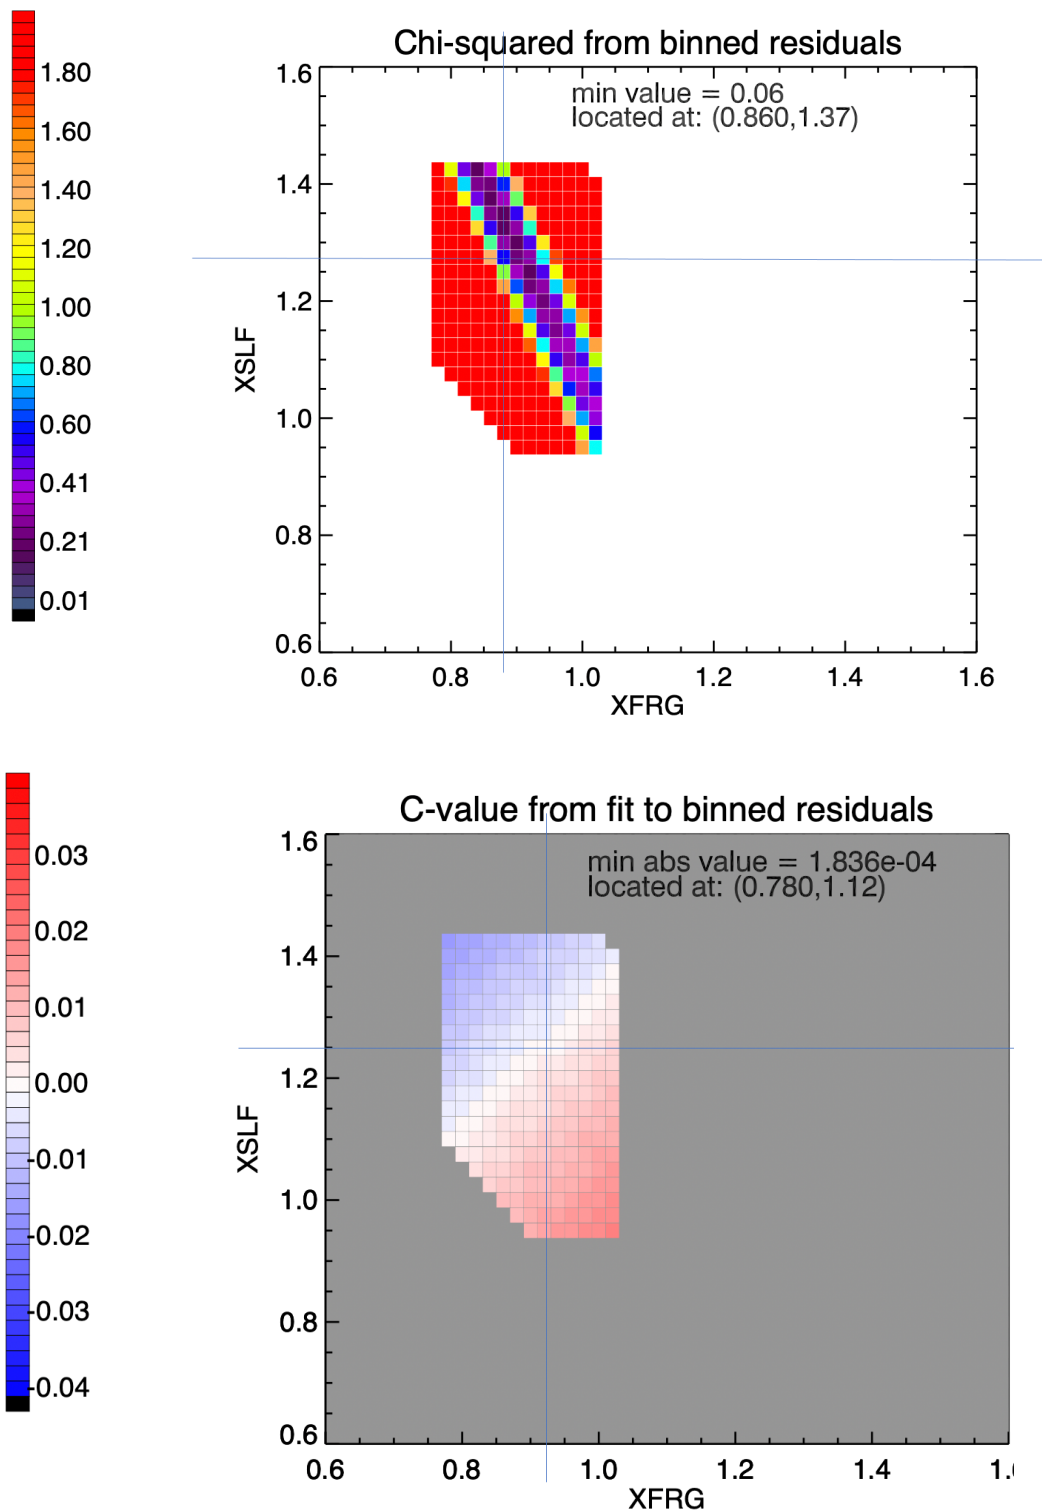 Chi-squared from binned residuals
min value = 0.06
located at: (0.860,1.37)
1.80
1.60
1.40
1.20
1.00
0.80
0.60
0.41
0.21
0.01
1.6
1.4
1.2
1.0
0.8
0.6
XSLF
0.6 0.8 1.0 1.2 1.4 1.6
XFRG
C-value from fit to binned residuals
min abs value = 1.836e-04
located at: (0.780,1.12)
0.03
0.02
0.01
0.00
-0.01
-0.02
-0.03
-0.04
1.6
1.4
1.2
1.0
0.8
0.6
XSLF
0.6 0.8 1.0 1.2 1.4
XFRG